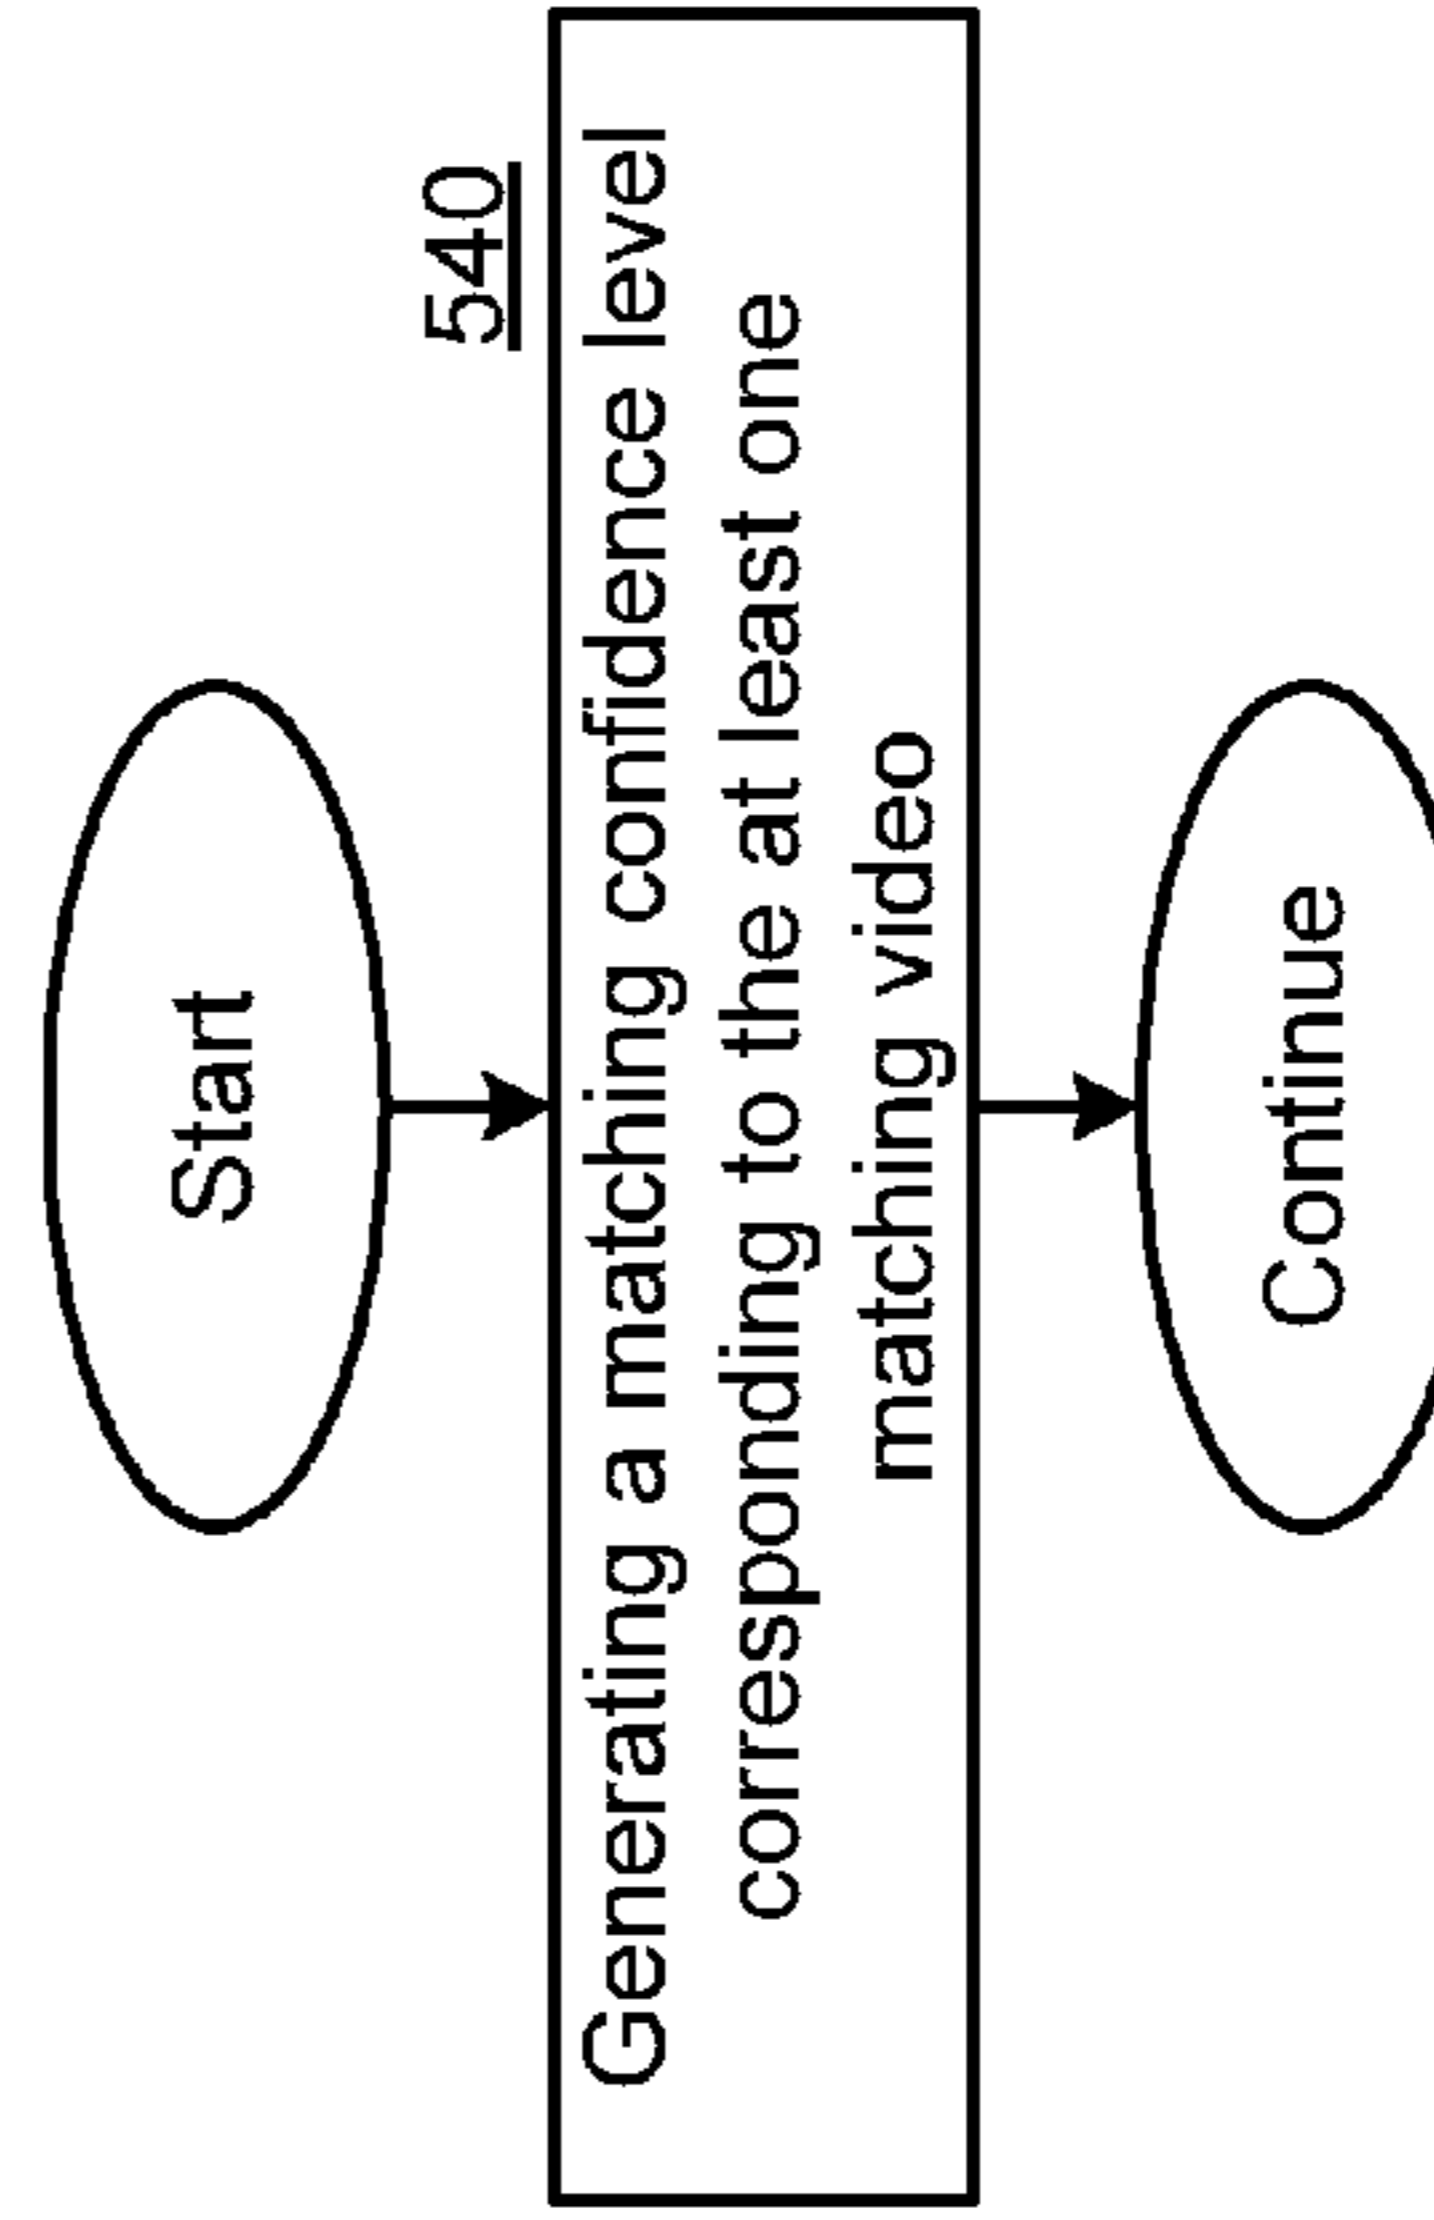 Start
540
Generating a matching confidence level
corresponding to the at least one
matching video
Continue